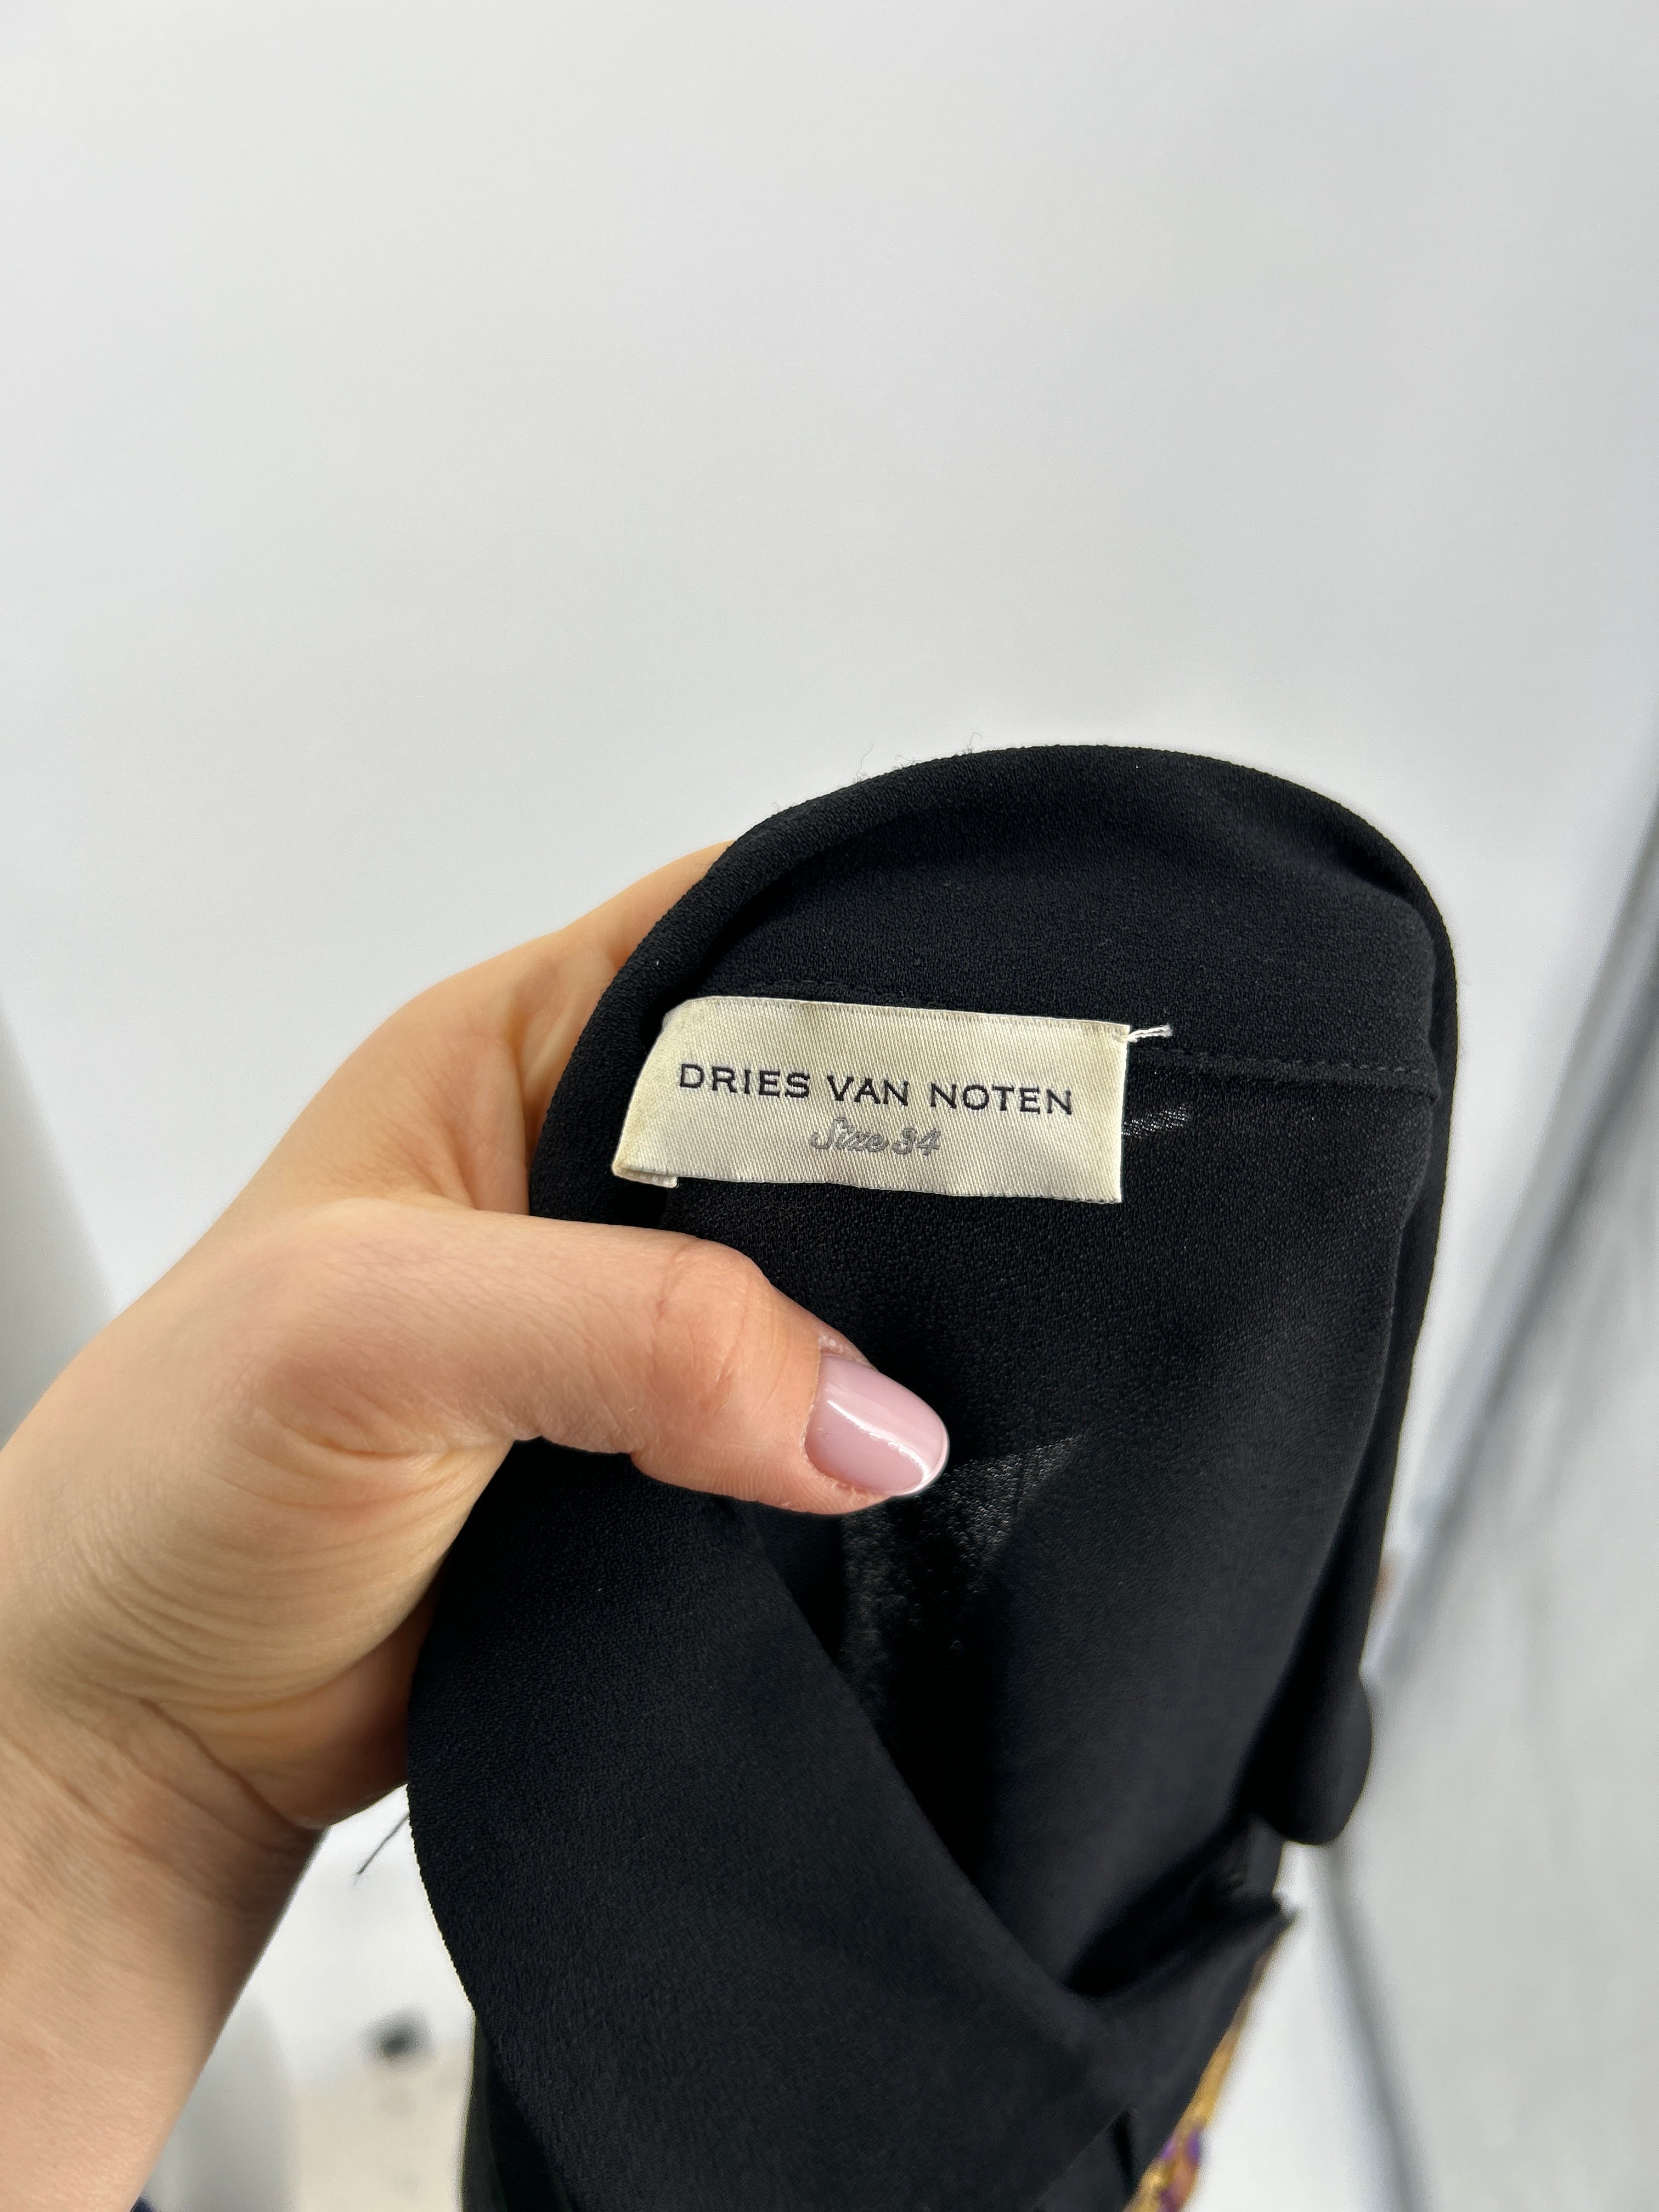 DRIES VAN NOTEN
Size 34